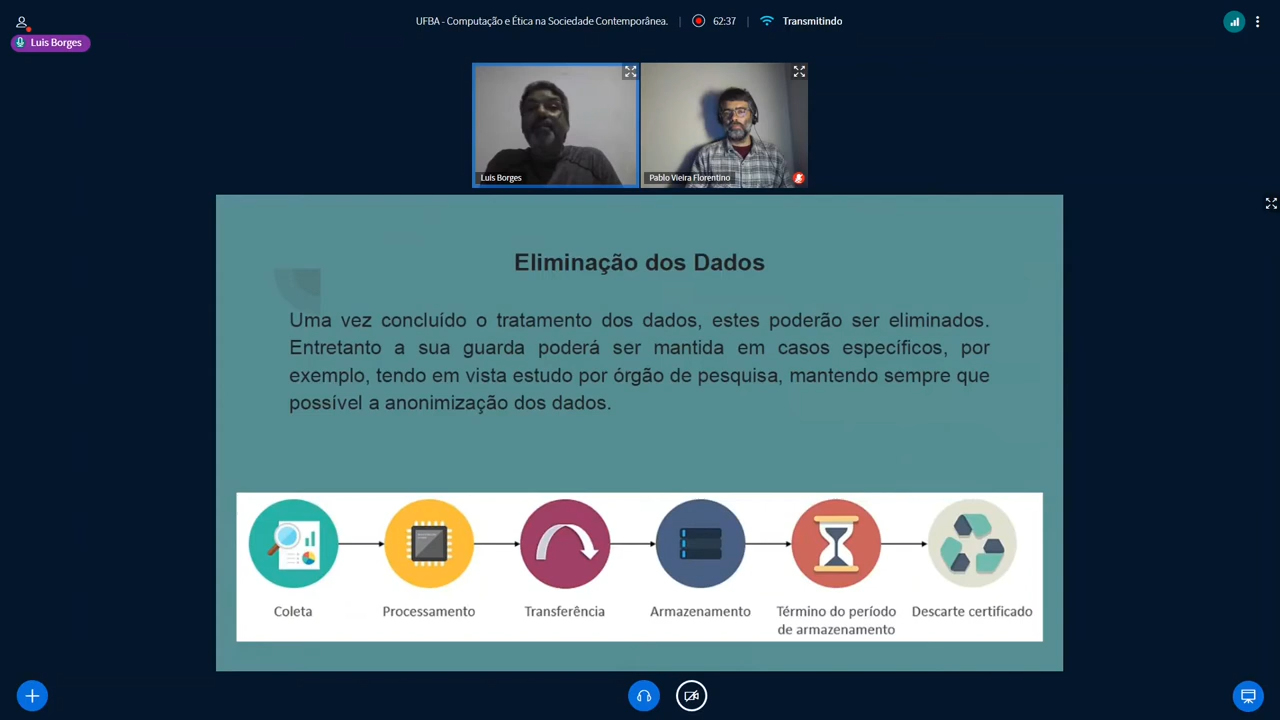 UFBA - Computação e Ética na Sociedade Contemporânea.
62:37
Transmitindo
Luis Borges
Luis Borges
Pablo Vieira Florentino
Eliminação dos Dados
Uma vez concluído o tratamento dos dados, estes poderão ser eliminados.
Entretanto a sua guarda poderá ser mantida em casos específicos, por
exemplo, tendo em vista estudo por órgão de pesquisa, mantendo sempre que
possível a anonimização dos dados.
Coleta
Processamento
Transferência
Armazenamento
Término do período
de armazenamento
Descarte certificado